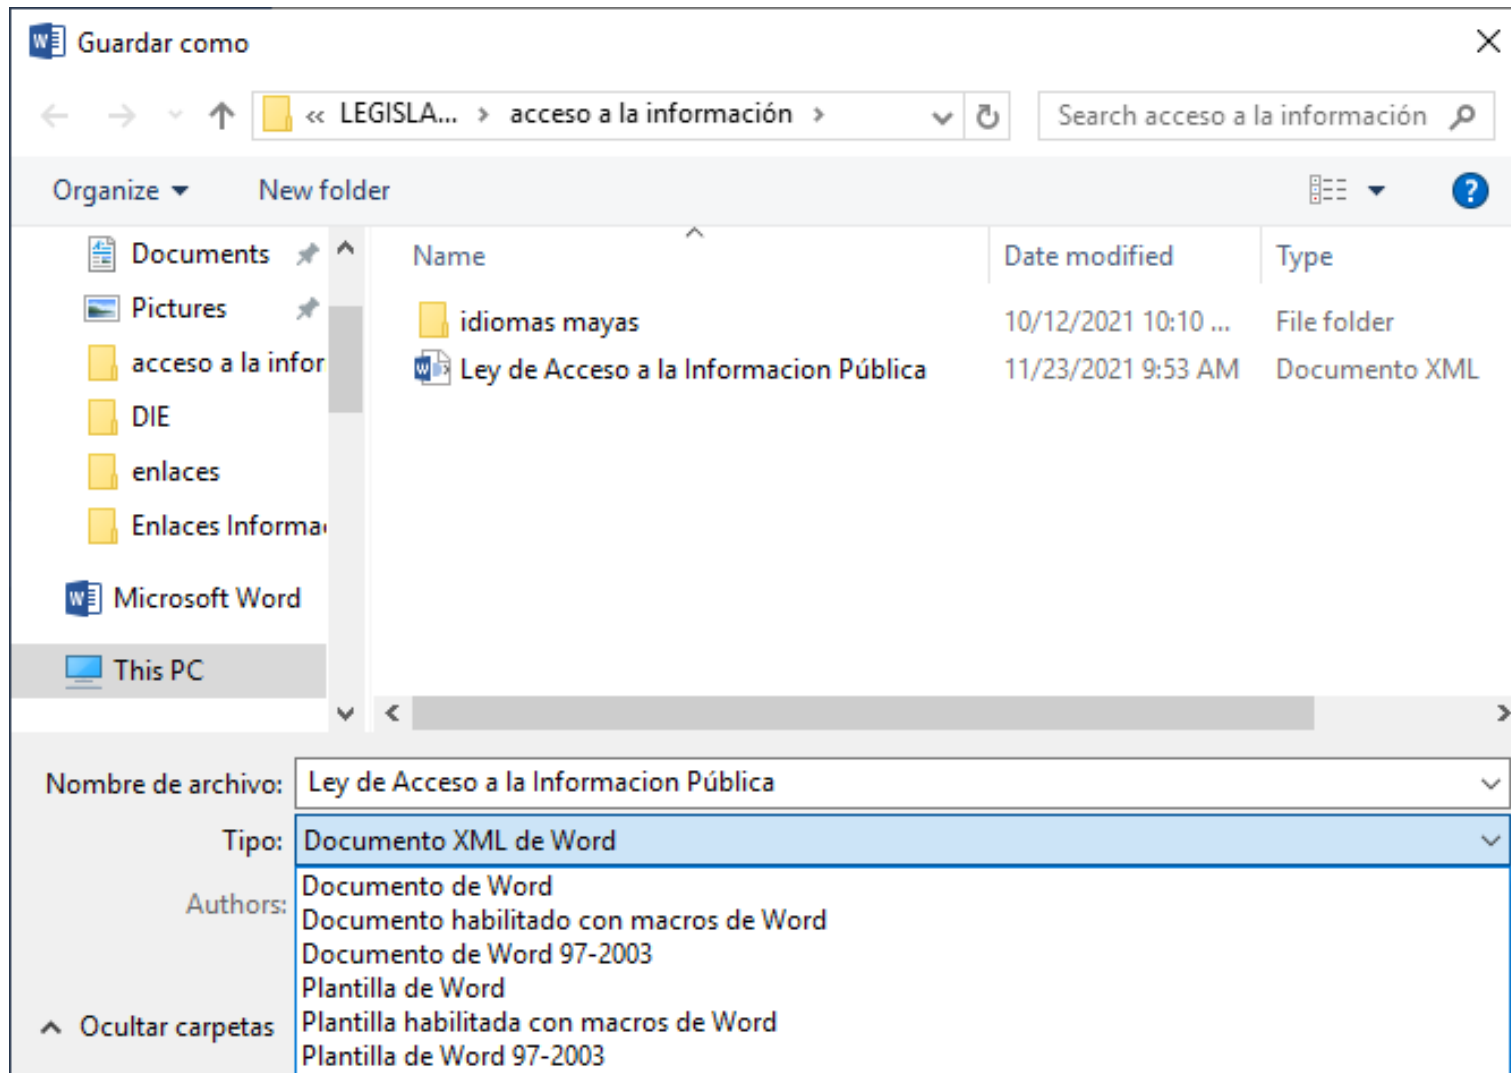 Guardar como
« LEGISLA... › acceso a la información ›
Search acceso a la información
Organize
New folder
Documents
Pictures
acceso a la infor
DIE
enlaces
Enlaces Informa
Microsoft Word
This PC
Name Date modified Type
idiomas mayas 10/12/2021 10:10 ... File folder
Ley de Acceso a la Informacion Pública 11/23/2021 9:53 AM Documento XML
Nombre de archivo: Ley de Acceso a la Informacion Pública
Tipo: Documento XML de Word
Authors:
Documento de Word
Documento habilitado con macros de Word
Documento de Word 97-2003
Plantilla de Word
Plantilla habilitada con macros de Word
Plantilla de Word 97-2003
Ocultar carpetas